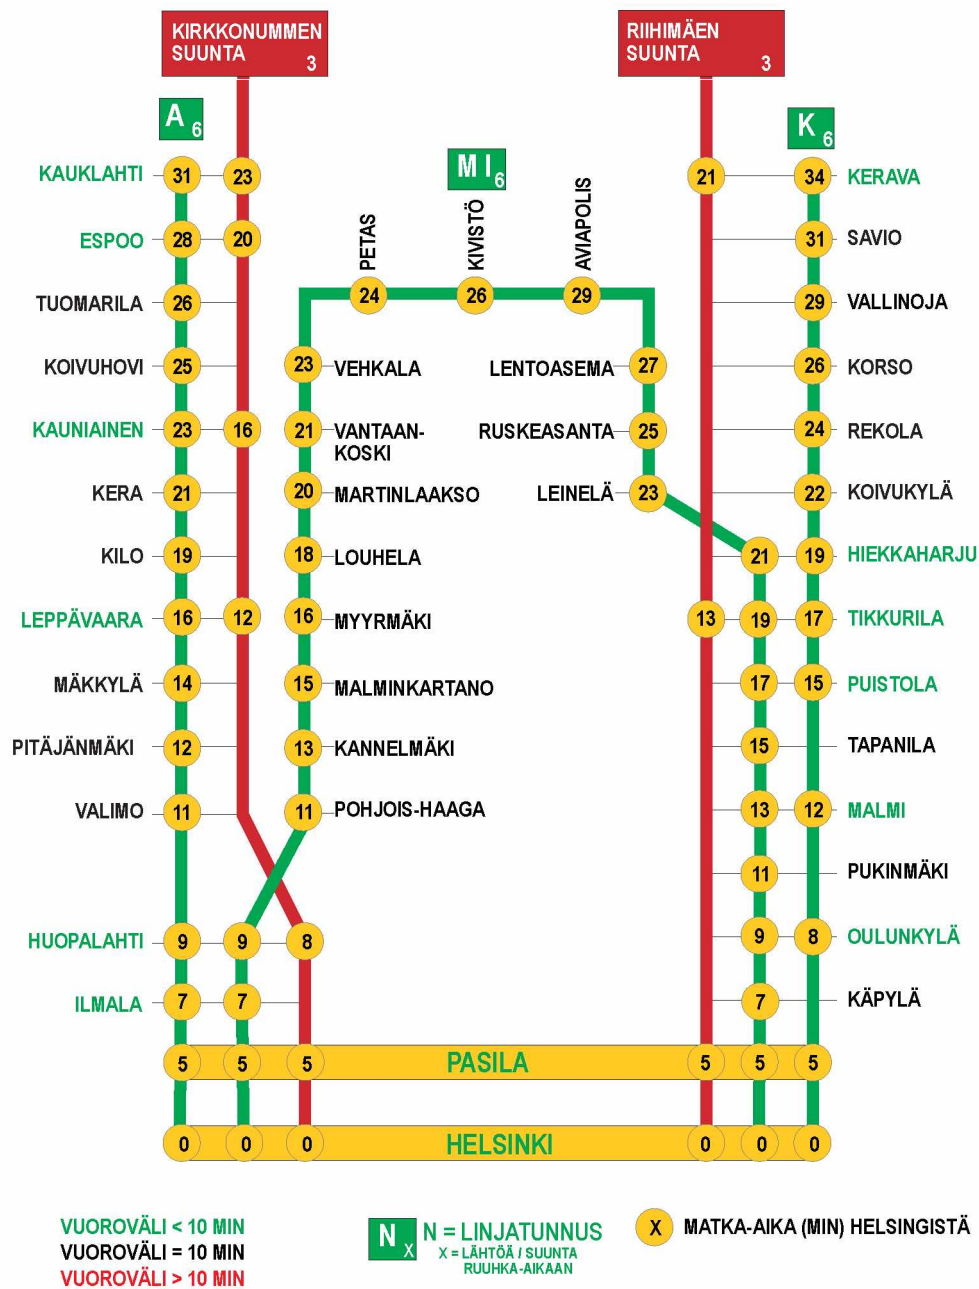 KIRKKONUMMEN
SUUNTA 3
RIIHIMÄEN
SUUNTA 3
A 6
K 6
MI 6
KAUKLAHTI 31 23
21 34 KERAVA
ESPOO 28 20
31 SAVIO
PETAS
KIVISTÖ
AVIAPOLIS
24 26 29
TUOMARILA 26
29 VALLINOJA
KOIVUHOVI 25
23 VEHKALA
LENTOASEMA 27
26 KORSO
KAUNIAINEN 23 16
21 VANTAAN-
KOSKI
RUSKEASANTA 25
24 REKOLA
KERA 21
20 MARTINLAAKSO
LEINELÄ 23
22 KOIVUKYLÄ
KILO 19
18 LOUHELA
21 19 HIEKKAHARJU
LEPPÄVAARA 16 12
16 MYYRMÄKI
13 19 17 TIKKURILA
MÄKKYLÄ 14
15 MALMINKARTANO
17 15 PUISTOLA
PITÄJÄNMÄKI 12
13 KANNELMÄKI
15 TAPANILA
VALIMO 11
11 POHJOIS-HAAGA
13 12 MALMI
11 PUKINMÄKI
HUOPALAHTI 9 9 8
9 8 OULUNKYLÄ
ILMALA 7 7
7 KÄPYLÄ
5 5 5 PASILA 5 5 5
0 0 0 HELSINKI 0 0 0
VUOROVÄLI < 10 MIN
VUOROVÄLI = 10 MIN
VUOROVÄLI > 10 MIN
N X
N = LINJATUNNUS
X = LÄHTÖÄ / SUUNTA
RUUHKA-AIKAAN
X MATKA-AIKA (MIN) HELSINGISTÄ